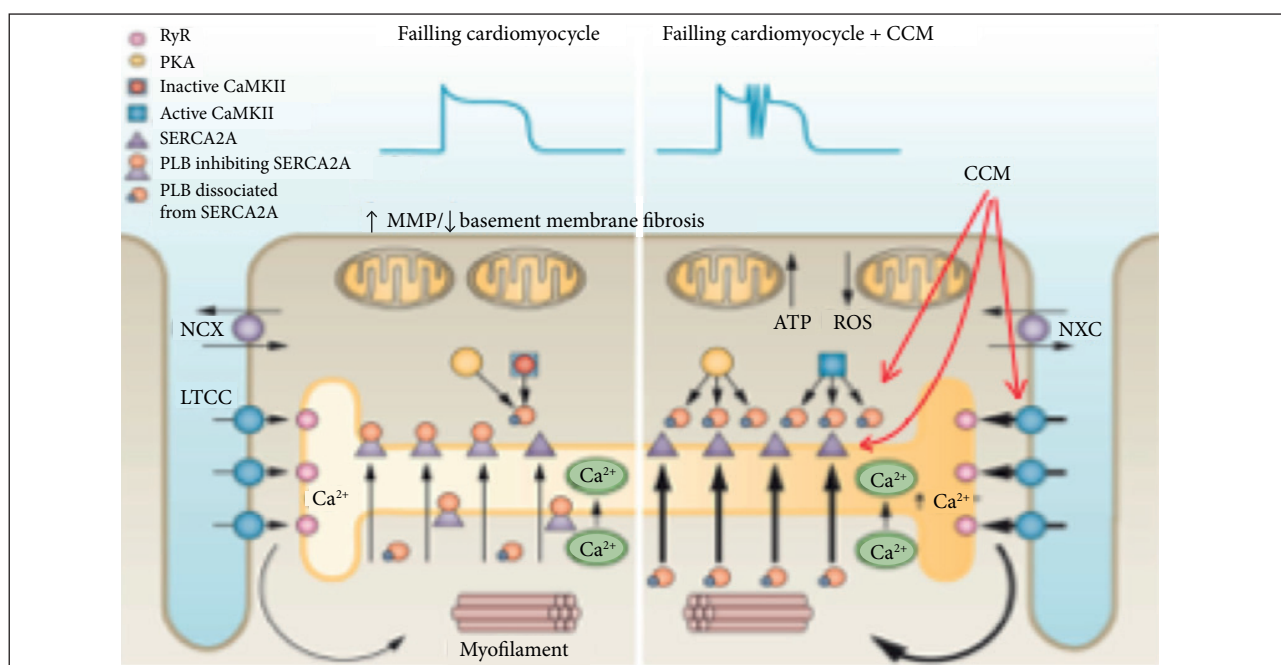 RyR
PKA
Inactive CaMKII
Active CaMKII
SERCA2A
PLB inhibiting SERCA2A
PLB dissociated
from SERCA2A
Failling cardiomyocycle
Failling cardiomyocycle + CCM
CCM
↑ MMP/↓ basement membrane fibrosis
ATP
ROS
NCX
NXC
LTCC
Ca²⁺
Ca²⁺
Ca²⁺
Ca²⁺
↑ Ca²⁺
Ca²⁺
Myofilament